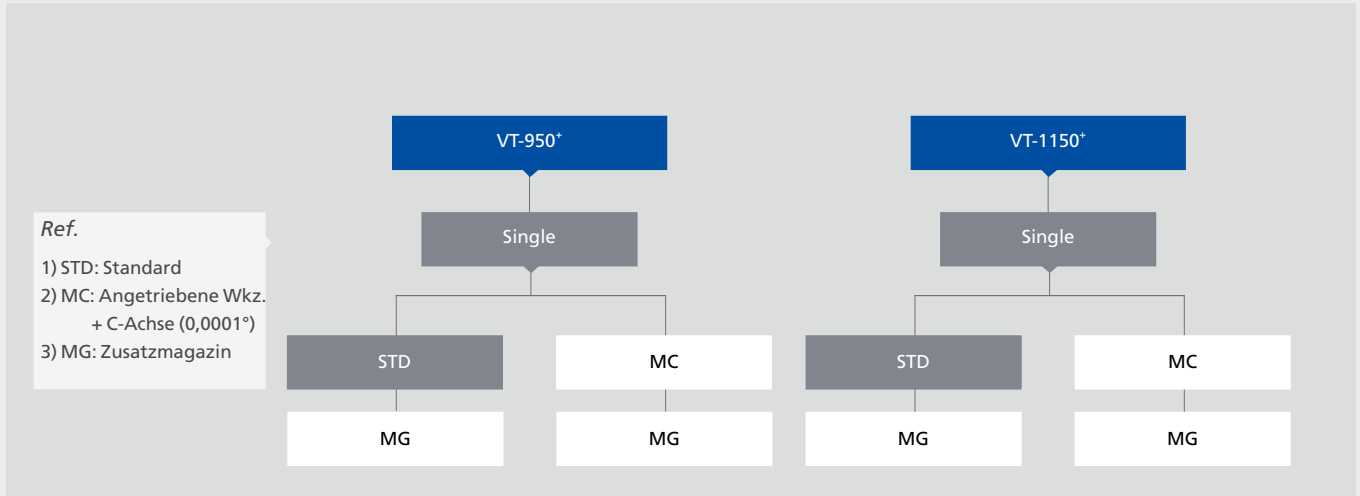 VT-950⁺
VT-1150⁺
Single
Single
Ref.
1) STD: Standard
2) MC: Angetriebene Wkz.
+ C-Achse (0,0001°)
3) MG: Zusatzmagazin
STD
MC
STD
MC
MG
MG
MG
MG